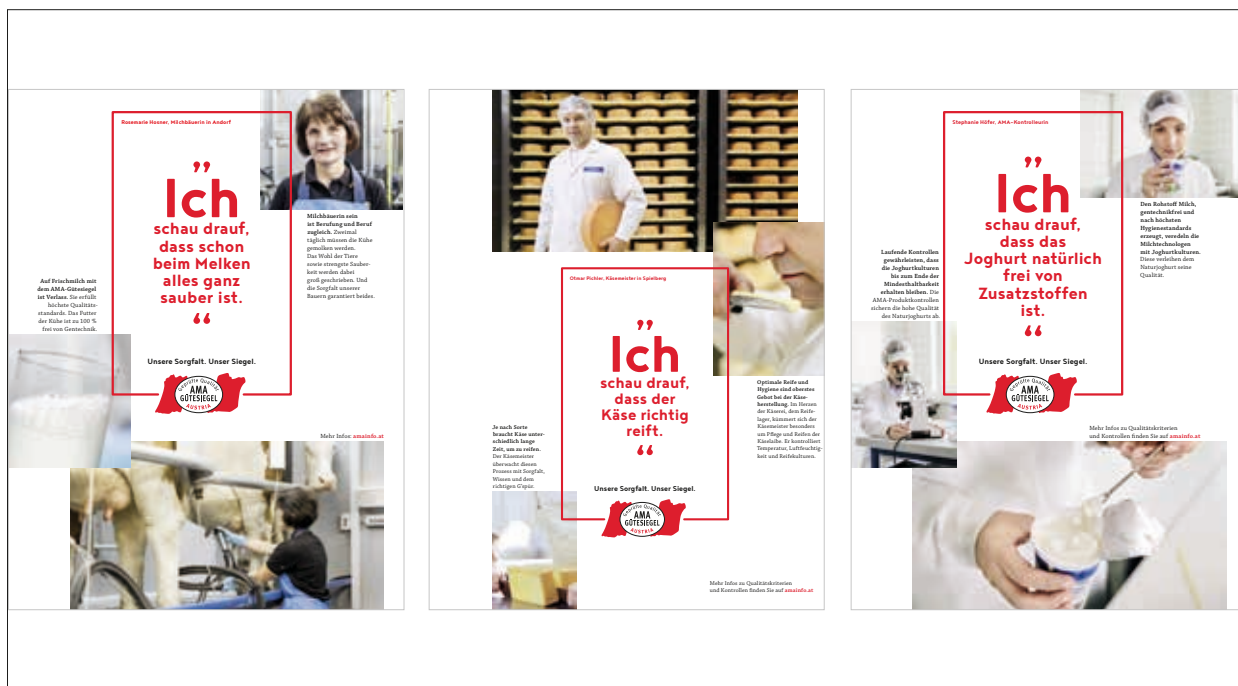 Rosemarie Hosner, Milchbäuerin in Andorf
„
Ich
schau drauf,
dass schon
beim Melken
alles ganz
sauber ist.
“
Milchbäuerin sein
ist Berufung und Beruf
zugleich. Zweimal
täglich müssen die Kühe
gemolken werden.
Das Wohl der Tiere
sowie strengste Sauber-
keit werden dabei
groß geschrieben. Und
die Sorgfalt unserer
Bauern garantiert beides.
Auf Frischmilch mit
dem AMA-Gütesiegel
ist Verlass. Sie erfüllt
höchste Qualitäts-
standards. Das Futter
der Kühe ist zu 100 %
frei von Gentechnik.
Unsere Sorgfalt. Unser Siegel.
Geprüfte Qualität
AMA
GÜTESIEGEL
AUSTRIA
Mehr Infos: amainfo.at
Otmar Pichler, Käsemeister in Spielberg
„
Ich
schau drauf,
dass der
Käse richtig
reift.
“
Optimale Reife und
Hygiene sind oberstes
Gebot bei der Käse-
herstellung. Im Herzen
der Käserei, dem Reife-
lager, kümmert sich der
Käsemeister besonders
um Pflege und Reifen der
Käselaibe. Er kontrolliert
Temperatur, Luftfeuchtig-
keit und Reifekulturen.
Je nach Sorte
braucht Käse unter-
schiedlich lange
Zeit, um zu reifen.
Der Käsemeister
überwacht diesen
Prozess mit Sorgfalt,
Wissen und dem
richtigen G'spür.
Unsere Sorgfalt. Unser Siegel.
Geprüfte Qualität
AMA
GÜTESIEGEL
AUSTRIA
Mehr Infos zu Qualitätskriterien
und Kontrollen finden Sie auf amainfo.at
Stephanie Höfer, AMA-Kontrolleurin
„
Ich
schau drauf,
dass das
Joghurt natürlich
frei von
Zusatzstoffen
ist.
“
Den Rohstoff Milch,
gentechnikfrei und
nach höchsten
Hygienestandards
erzeugt, veredeln die
Milchtechnologen
mit Joghurtkulturen.
Diese verleihen dem
Naturjoghurt seine
Qualität.
Laufende Kontrollen
gewährleisten, dass
die Joghurtkulturen
bis zum Ende der
Mindesthaltbarkeit
erhalten bleiben. Die
AMA-Produktkontrollen
sichern die hohe Qualität
des Naturjoghurts ab.
Unsere Sorgfalt. Unser Siegel.
Geprüfte Qualität
AMA
GÜTESIEGEL
AUSTRIA
Mehr Infos zu Qualitätskriterien
und Kontrollen finden Sie auf amainfo.at